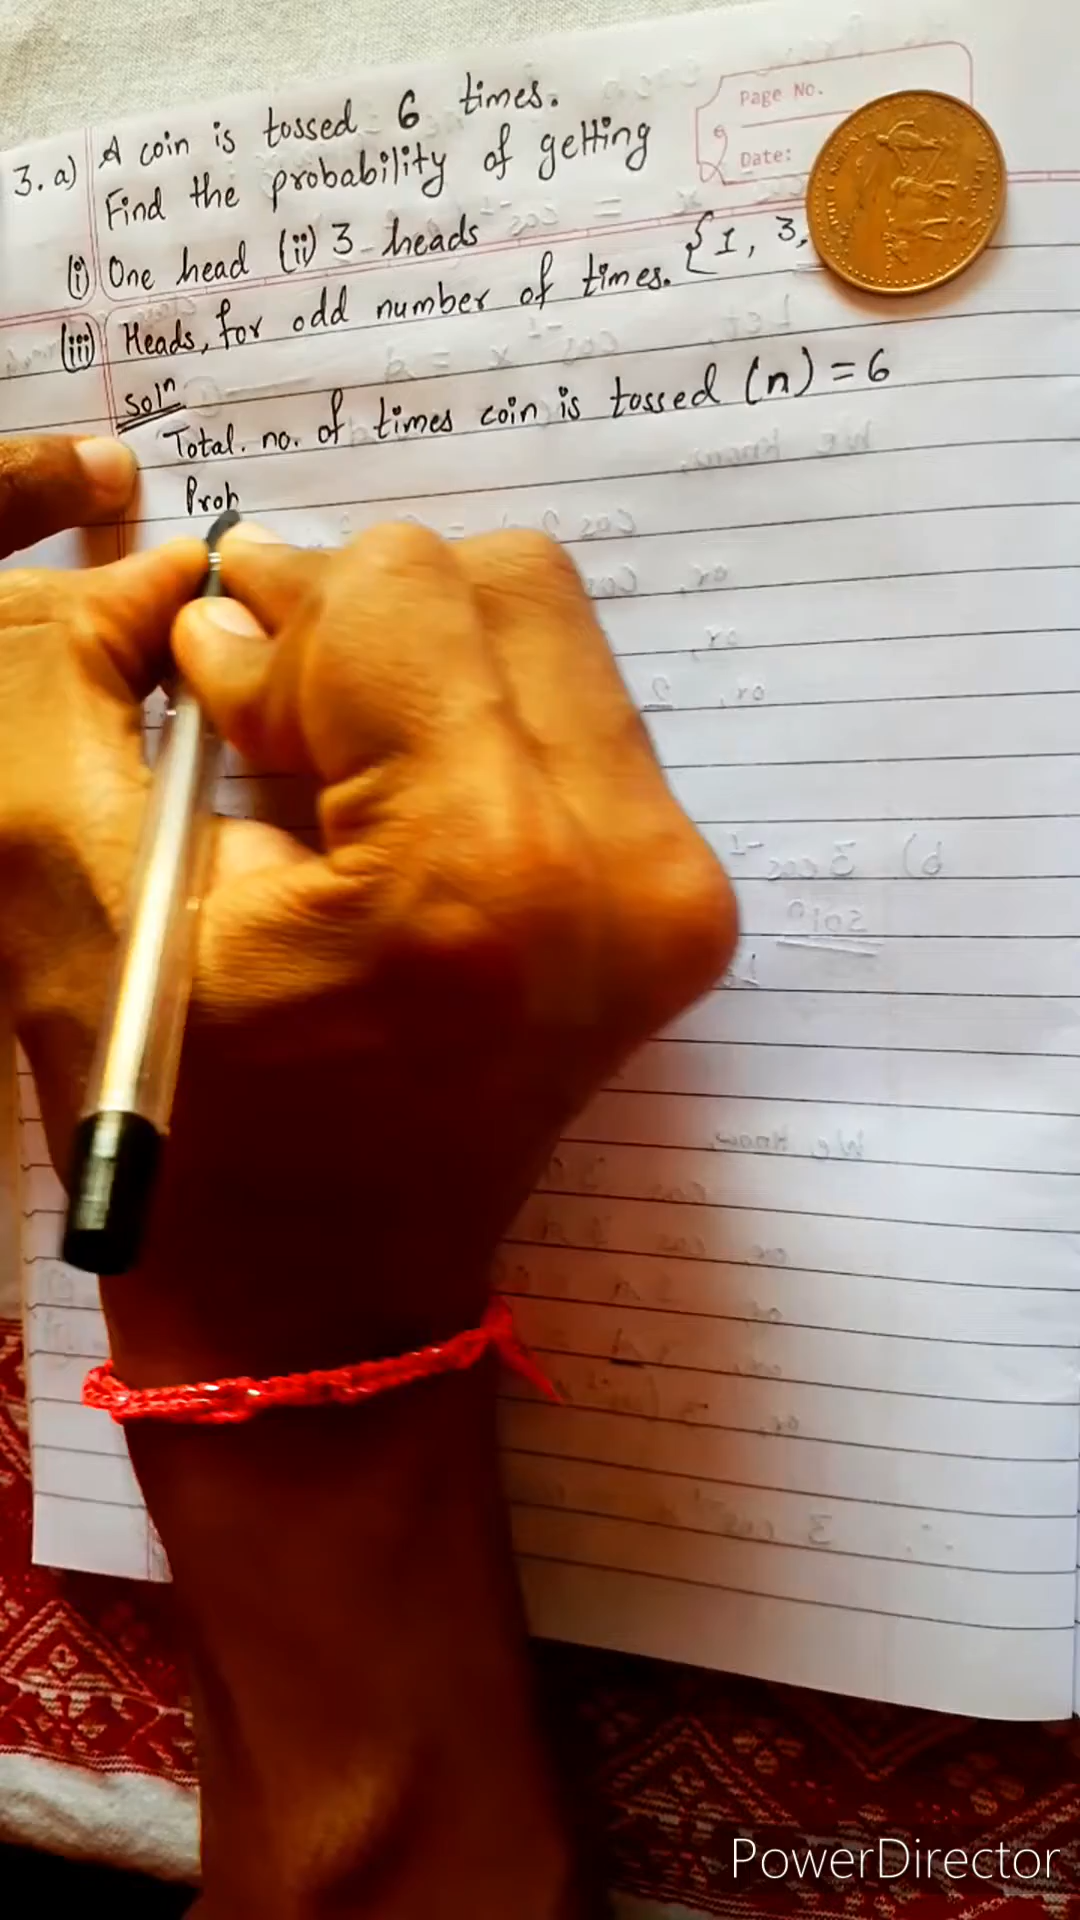 Page No.
Date:
3. a) A coin is tossed 6 times.
Find the probability of getting
(i) One head (ii) 3 heads
(iii) Heads, for odd number of times. { 1, 3,
Soln
Total. no. of times coin is tossed (n) = 6
Prob
PowerDirector